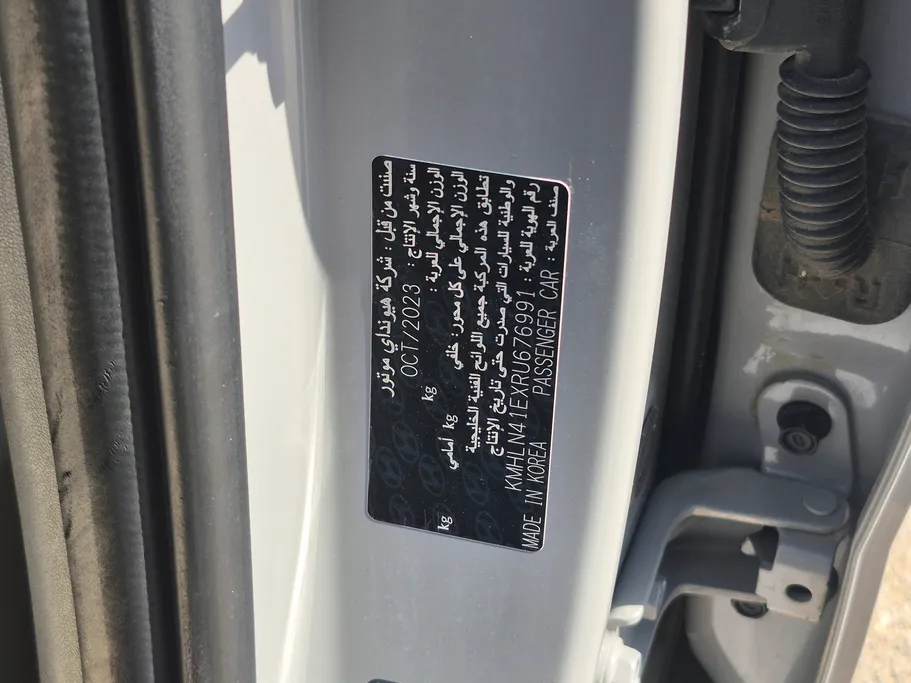 صنعت من قبل : شركة هيونداي موتور
سنة وشهر الإنتاج : OCT/2023
الوزن الإجمالي للعربة : kg
الوزن الإجمالي على كل محور: خلفي kg أمامي kg
تطابق هذه المركبة جميع اللوائح الفنية الخليجية
والوطنية للسيارات التي صدرت حتى تاريخ الإنتاج
رقم الهوية للعربة : KMHLN41EXRU676991
صنف العربة : PASSENGER CAR MADE IN KOREA